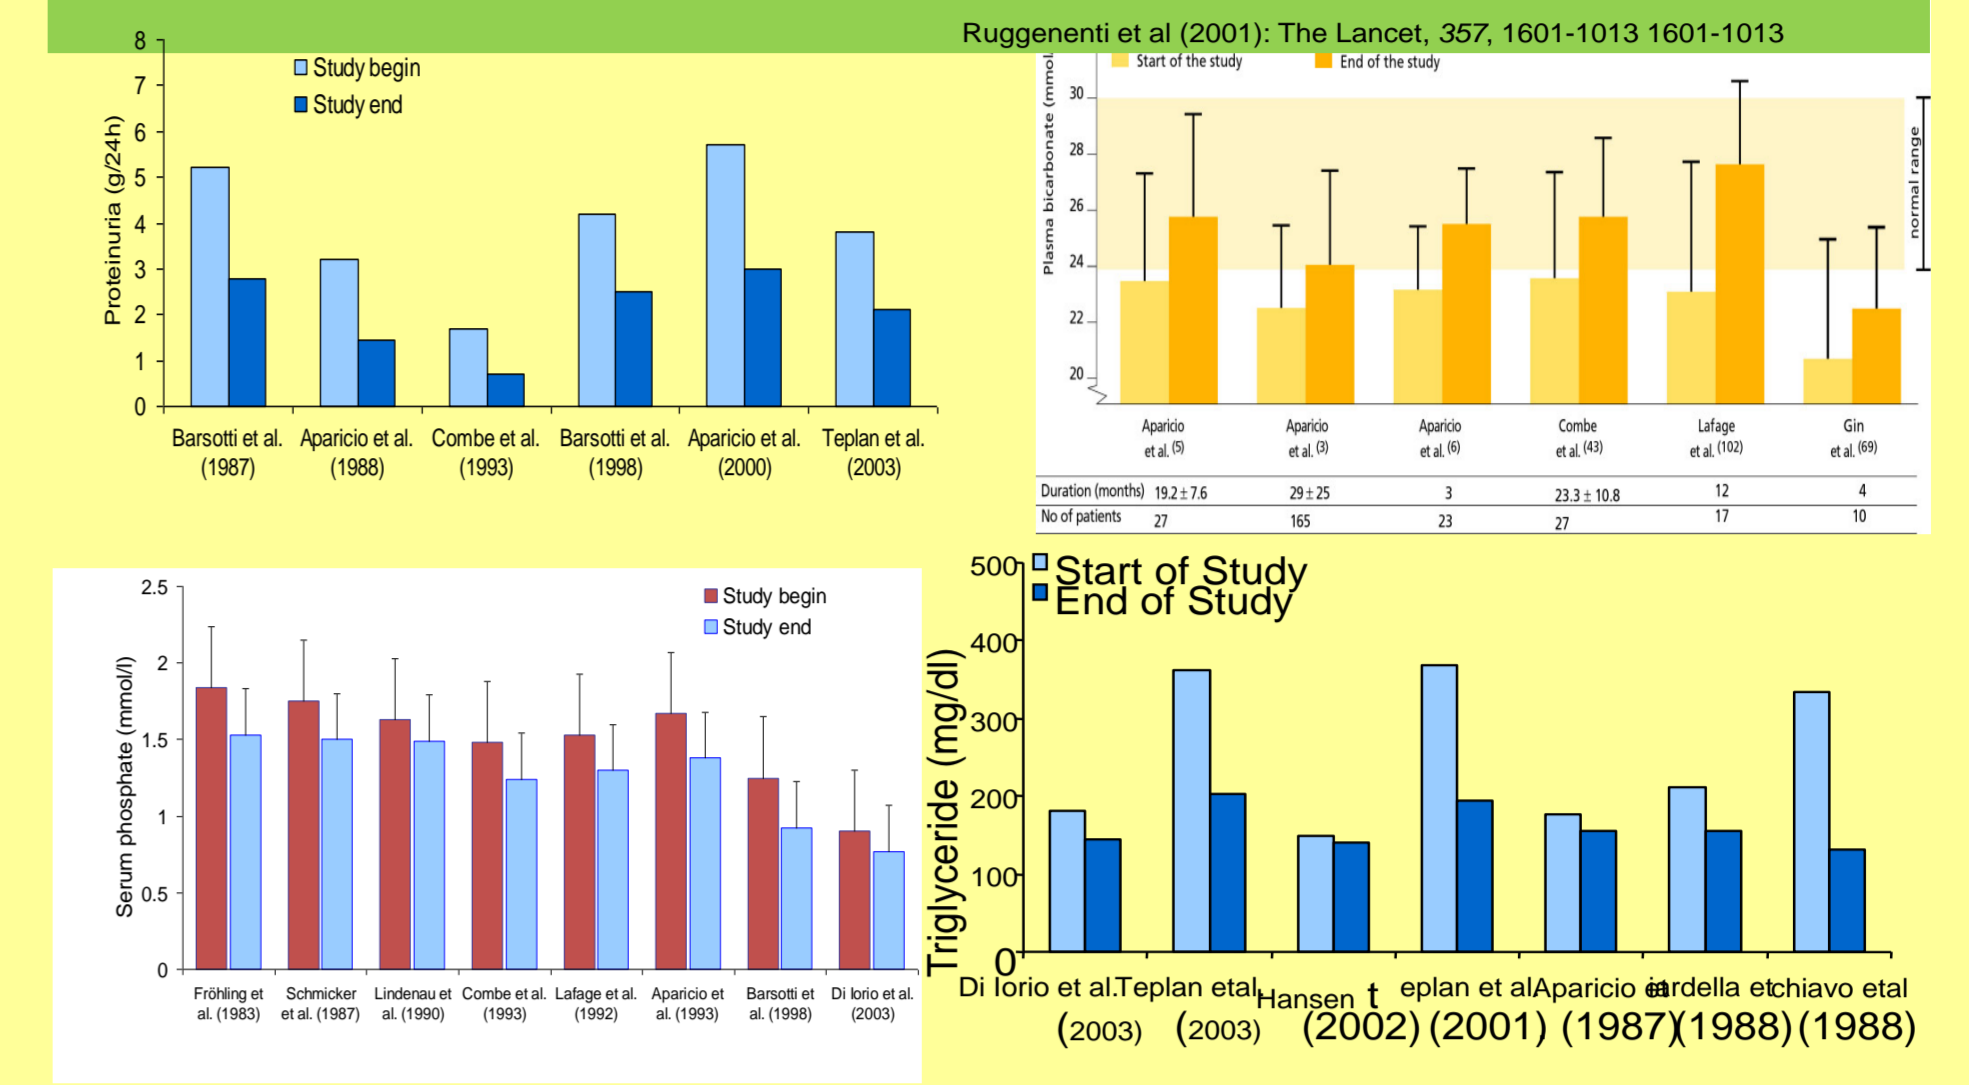 Ruggenenti et al (2001): The Lancet, 357, 1601-1013 1601-1013
8
7
6
5
4
3
2
1
0
Proteinuria (g/24h)
Study begin
Study end
Barsotti et al. Aparicio et al. Combe et al. Barsotti et al. Aparicio et al. Teplan et al.
(1987) (1988) (1993) (1998) (2000) (2003)
Start of the study End of the study
Plasma bicarbonate (mmol
30
28
26
24
22
20
normal range
Aparicio Aparicio Aparicio Combe Lafage Gin
et al. (5) et al. (3) et al. (6) et al. (43) et al. (102) et al. (69)
Duration (months) 19.2 ± 7.6 29 ± 25 3 23.3 ± 10.8 12 4
No of patients 27 165 23 27 17 10
2.5
2
1.5
1
0.5
0
Serum phosphate (mmol/l)
Study begin
Study end
Fröhling et Schmicker Lindenau et Combe et al. Lafage et al. Aparicio et Barsotti et Di Iorio et al.
al. (1983) et al. (1987) al. (1990) (1993) (1992) al. (1993) al. (1998) (2003)
500
400
300
200
100
0
Triglyceride (mg/dl)
Start of Study
End of Study
Di Iorio et al. Teplan etal. Hansen t eplan et al. Aparicio et ardella et chiavo etal
(2003) (2003) (2002) (2001) (1987) (1988) (1988)